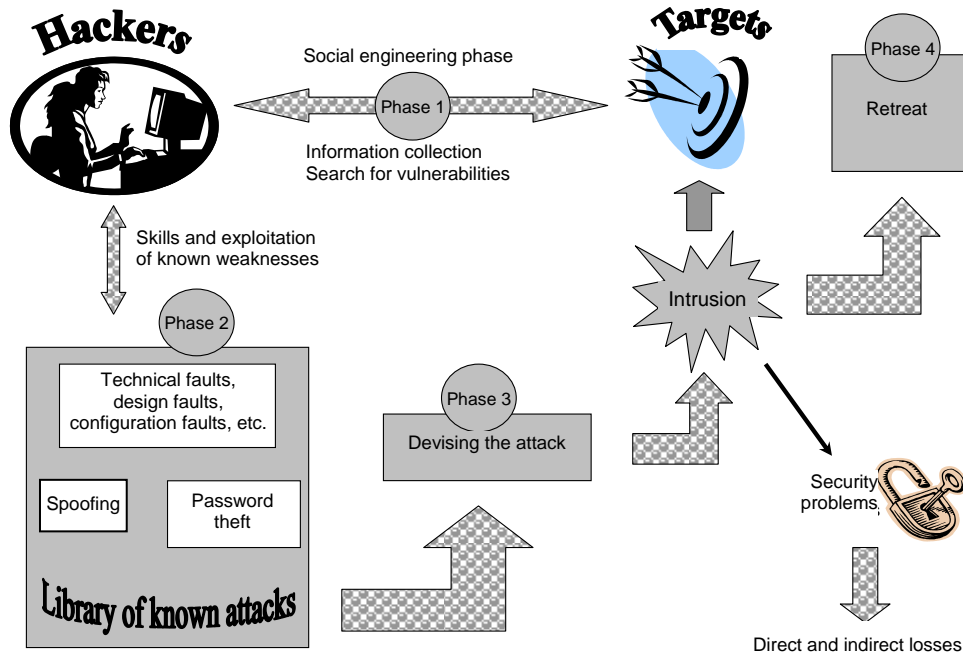 Hackers
Social engineering phase
Phase 1
Information collection
Search for vulnerabilities
Targets
Phase 4
Retreat
Skills and exploitation
of known weaknesses
Intrusion
Phase 2
Technical faults,
design faults,
configuration faults, etc.
Spoofing
Password
theft
Library of known attacks
Phase 3
Devising the attack
Security
problems
Direct and indirect losses